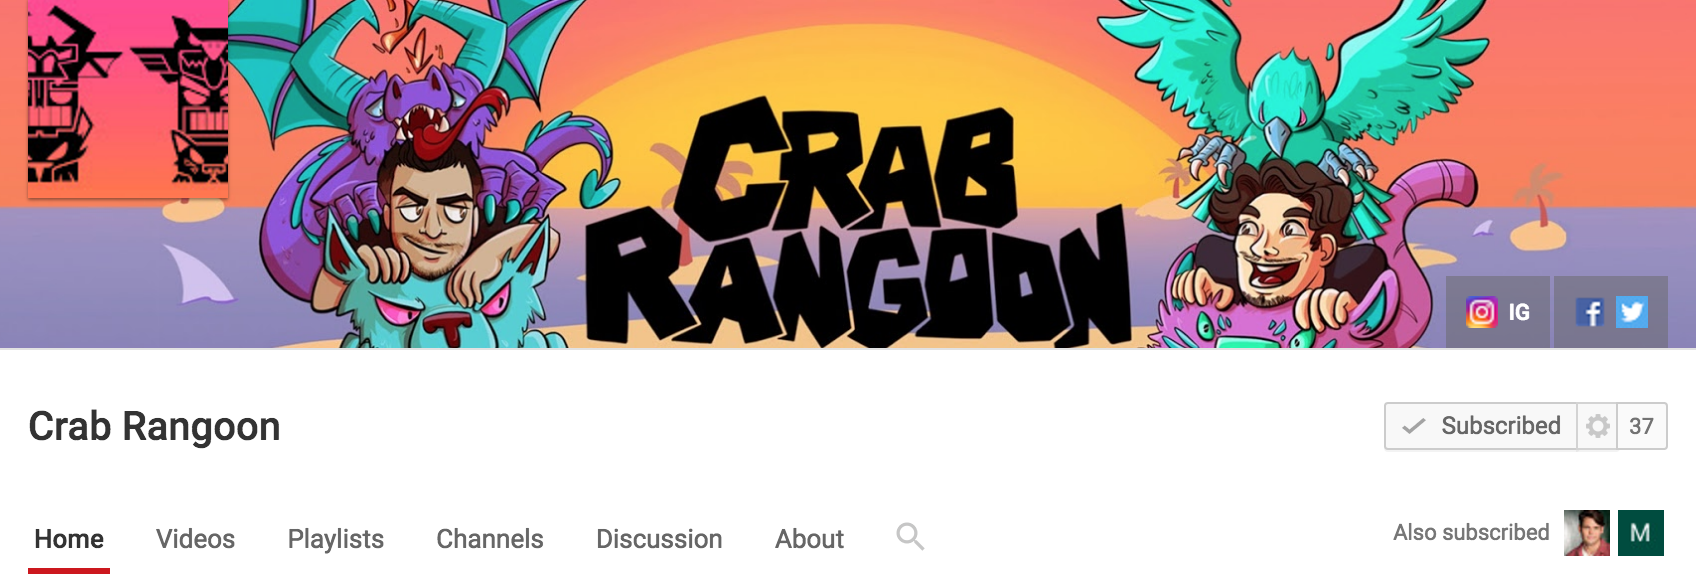 CRAB
RANGOON
IG
Crab Rangoon
Subscribed 37
Home Videos Playlists Channels Discussion About
Also subscribed M